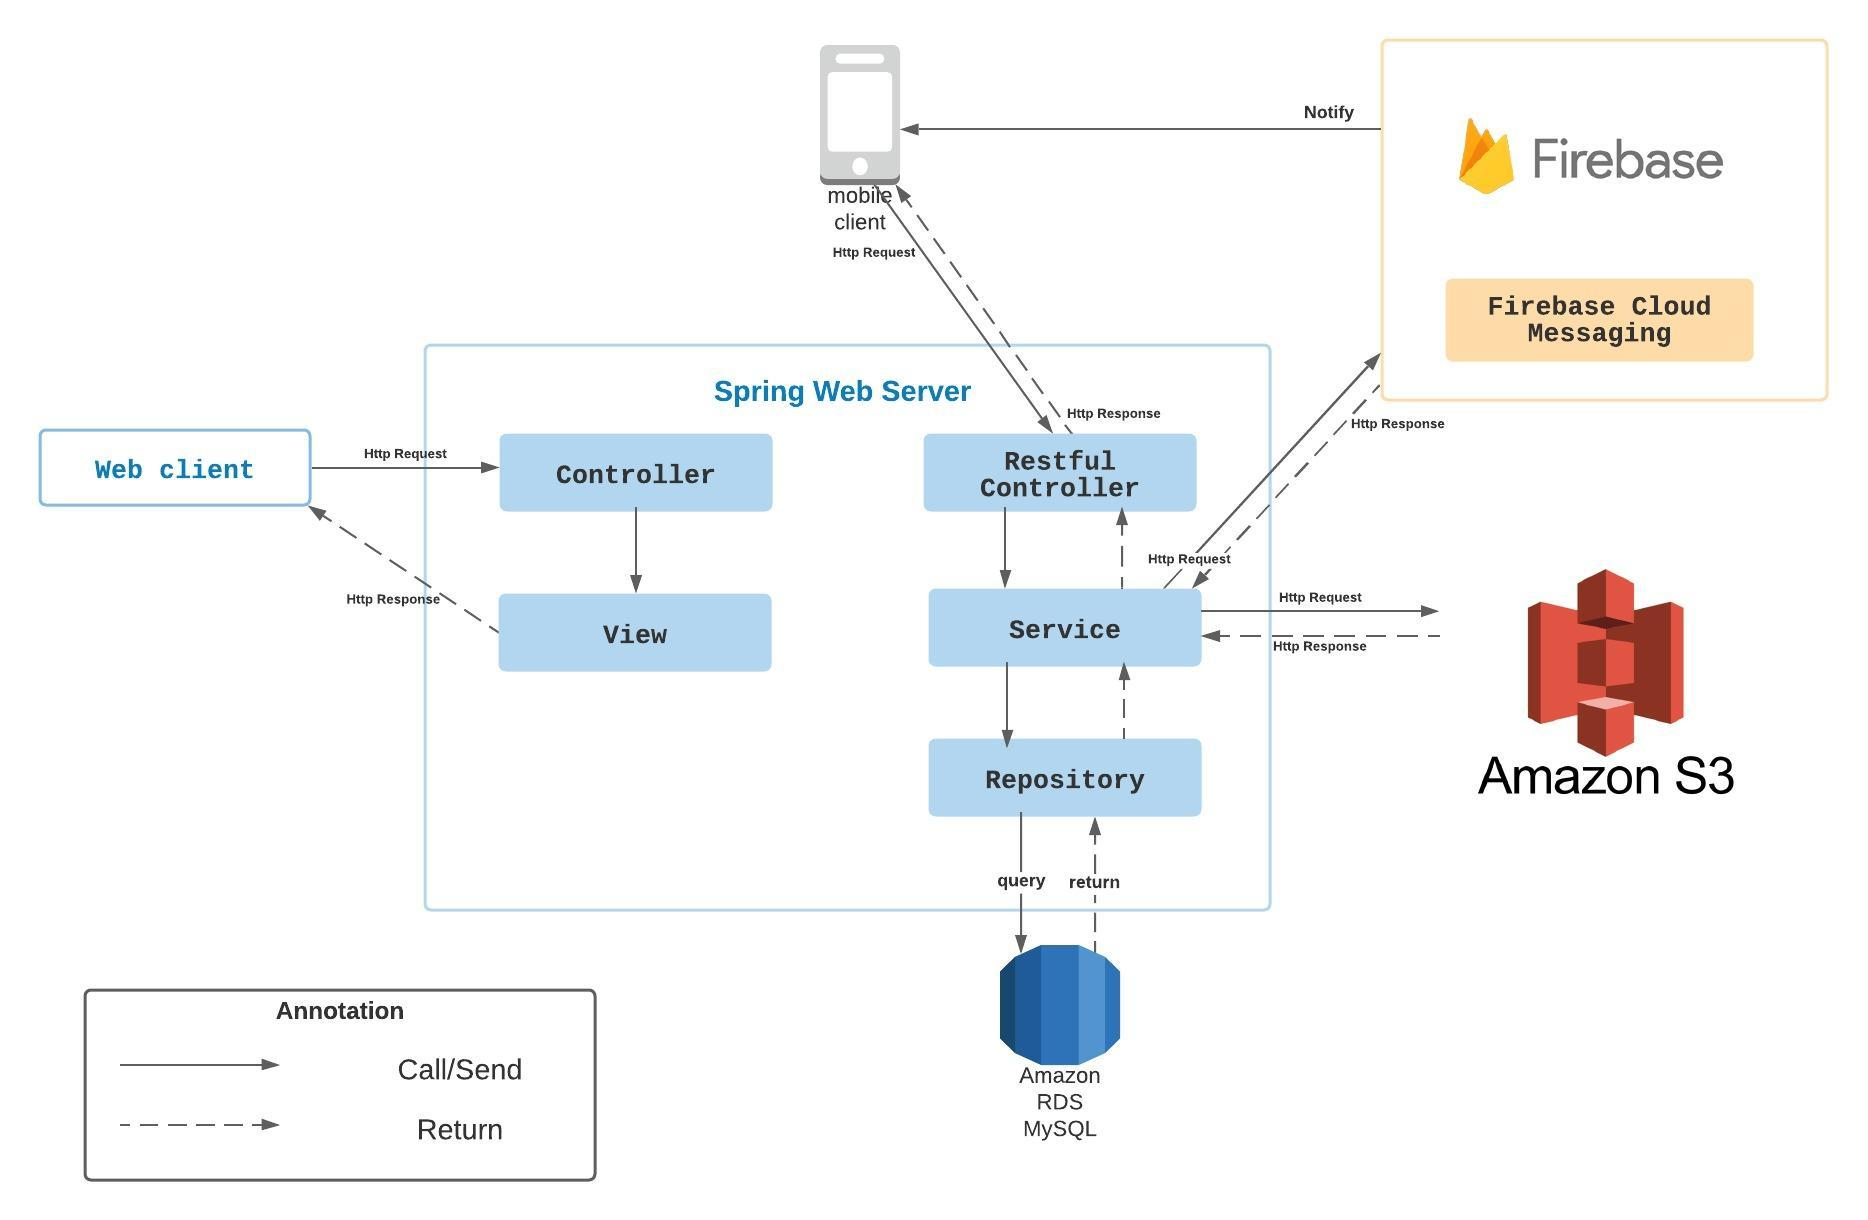 Notify
Firebase
mobile
client
Http Request
Firebase Cloud
Messaging
Spring Web Server
Http Response
Http Response
Web client
Http Request
Controller
Restful
Controller
Http Request
Http Response
View
Service
Http Request
Http Response
Repository
Amazon S3
query
return
Amazon
RDS
MySQL
Annotation
Call/Send
Return